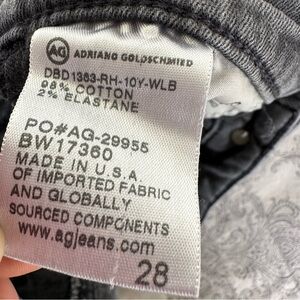 AG ADRIANO GOLDSCHMIED
DBD1383-RH-10Y-WLB
98% COTTON
2% ELASTANE
PO#AG-29955
BW17360
MADE IN U.S.A.
OF IMPORTED FABRIC
AND GLOBALLY
SOURCED COMPONENTS
www.agjeans.com
28